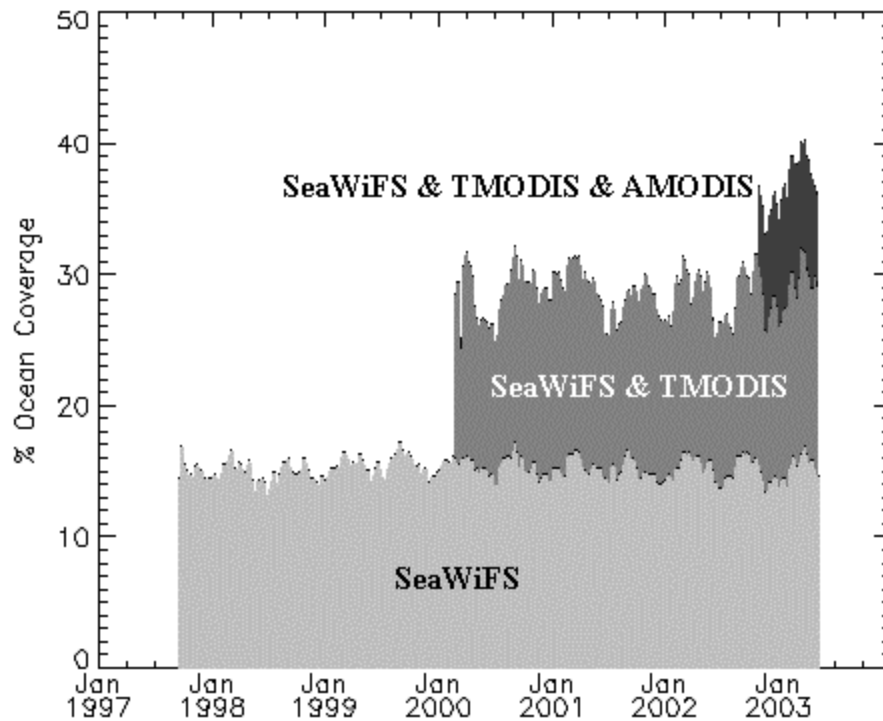 50
40
30
20
10
0
% Ocean Coverage
SeaWiFS & TMODIS & AMODIS
SeaWiFS & TMODIS
SeaWiFS
Jan Jan Jan Jan Jan Jan Jan
1997 1998 1999 2000 2001 2002 2003